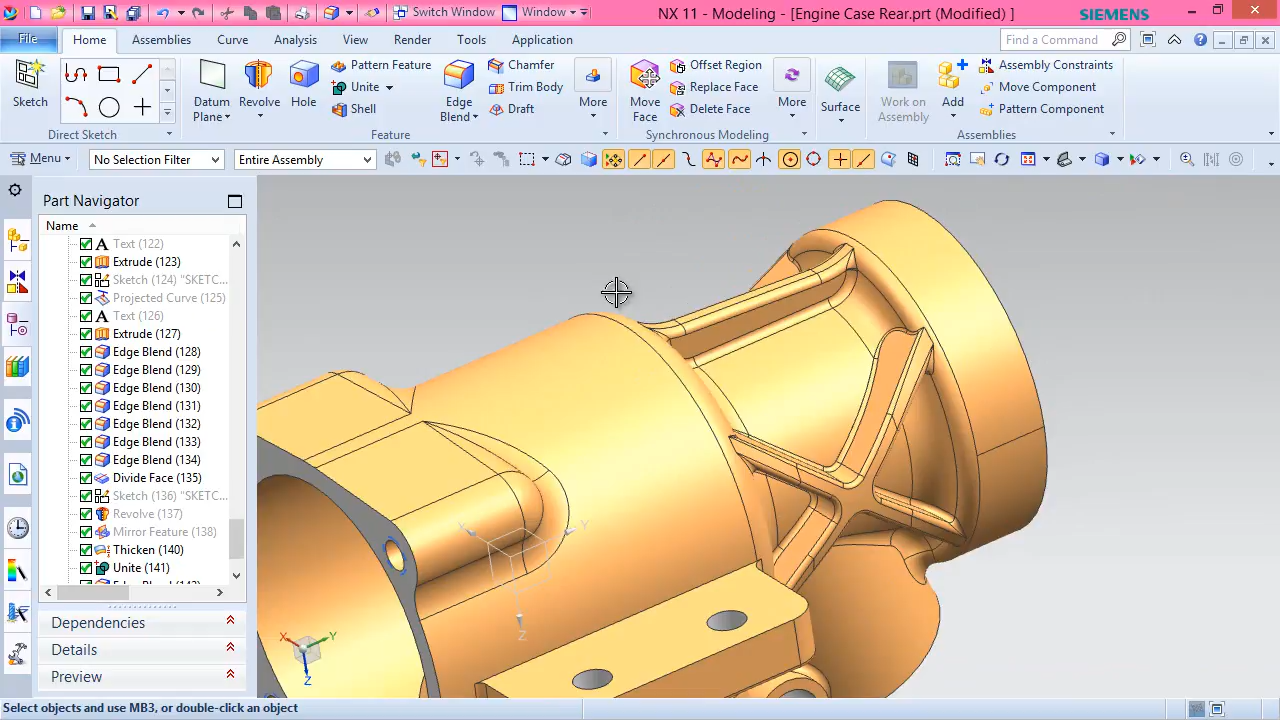 Switch Window
Window
NX 11 - Modeling - [Engine Case Rear.prt (Modified) ]
SIEMENS
File
Home
Assemblies
Curve
Analysis
View
Render
Tools
Application
Find a Command
Sketch
Direct Sketch
Datum
Plane
Revolve
Hole
Pattern Feature
Unite
Shell
Edge
Blend
Chamfer
Trim Body
Draft
More
Feature
Move
Face
Offset Region
Replace Face
Delete Face
More
Synchronous Modeling
Surface
Work on
Assembly
Add
Assembly Constraints
Move Component
Pattern Component
Assemblies
Menu
No Selection Filter
Entire Assembly
Part Navigator
Name
Text (122)
Extrude (123)
Sketch (124) "SKETC...
Projected Curve (125)
Text (126)
Extrude (127)
Edge Blend (128)
Edge Blend (129)
Edge Blend (130)
Edge Blend (131)
Edge Blend (132)
Edge Blend (133)
Edge Blend (134)
Divide Face (135)
Sketch (136) "SKETC...
Revolve (137)
Mirror Feature (138)
Thicken (140)
Unite (141)
Dependencies
Details
Preview
X
Y
Z
X
Y
Z
Select objects and use MB3, or double-click an object